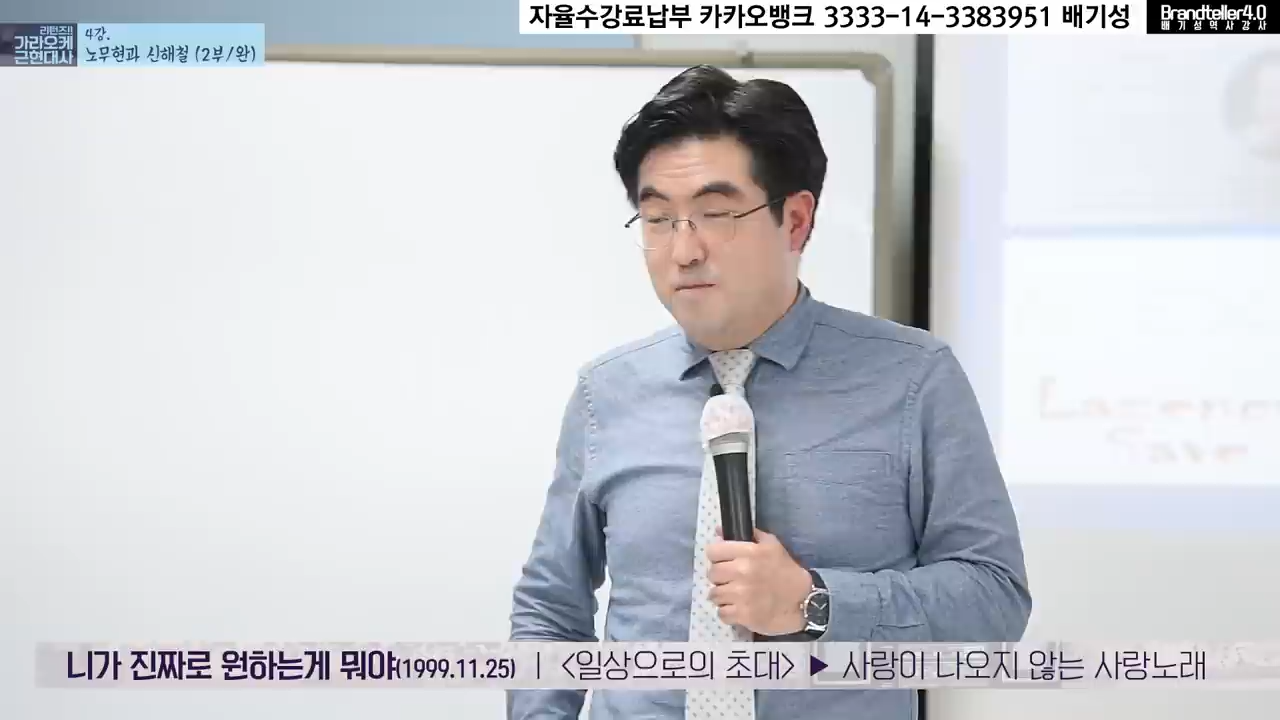 자율수강료납부 카카오뱅크 3333-14-3383951 배기성
Brandteller4.0
배기성역사강사
리턴즈!!
가라오케
근현대사
4강.
노무현과 신해철 (2부/완)
니가 진짜로 원하는게 뭐야(1999.11.25) | <일상으로의 초대> ▶ 사랑이 나오지 않는 사랑노래